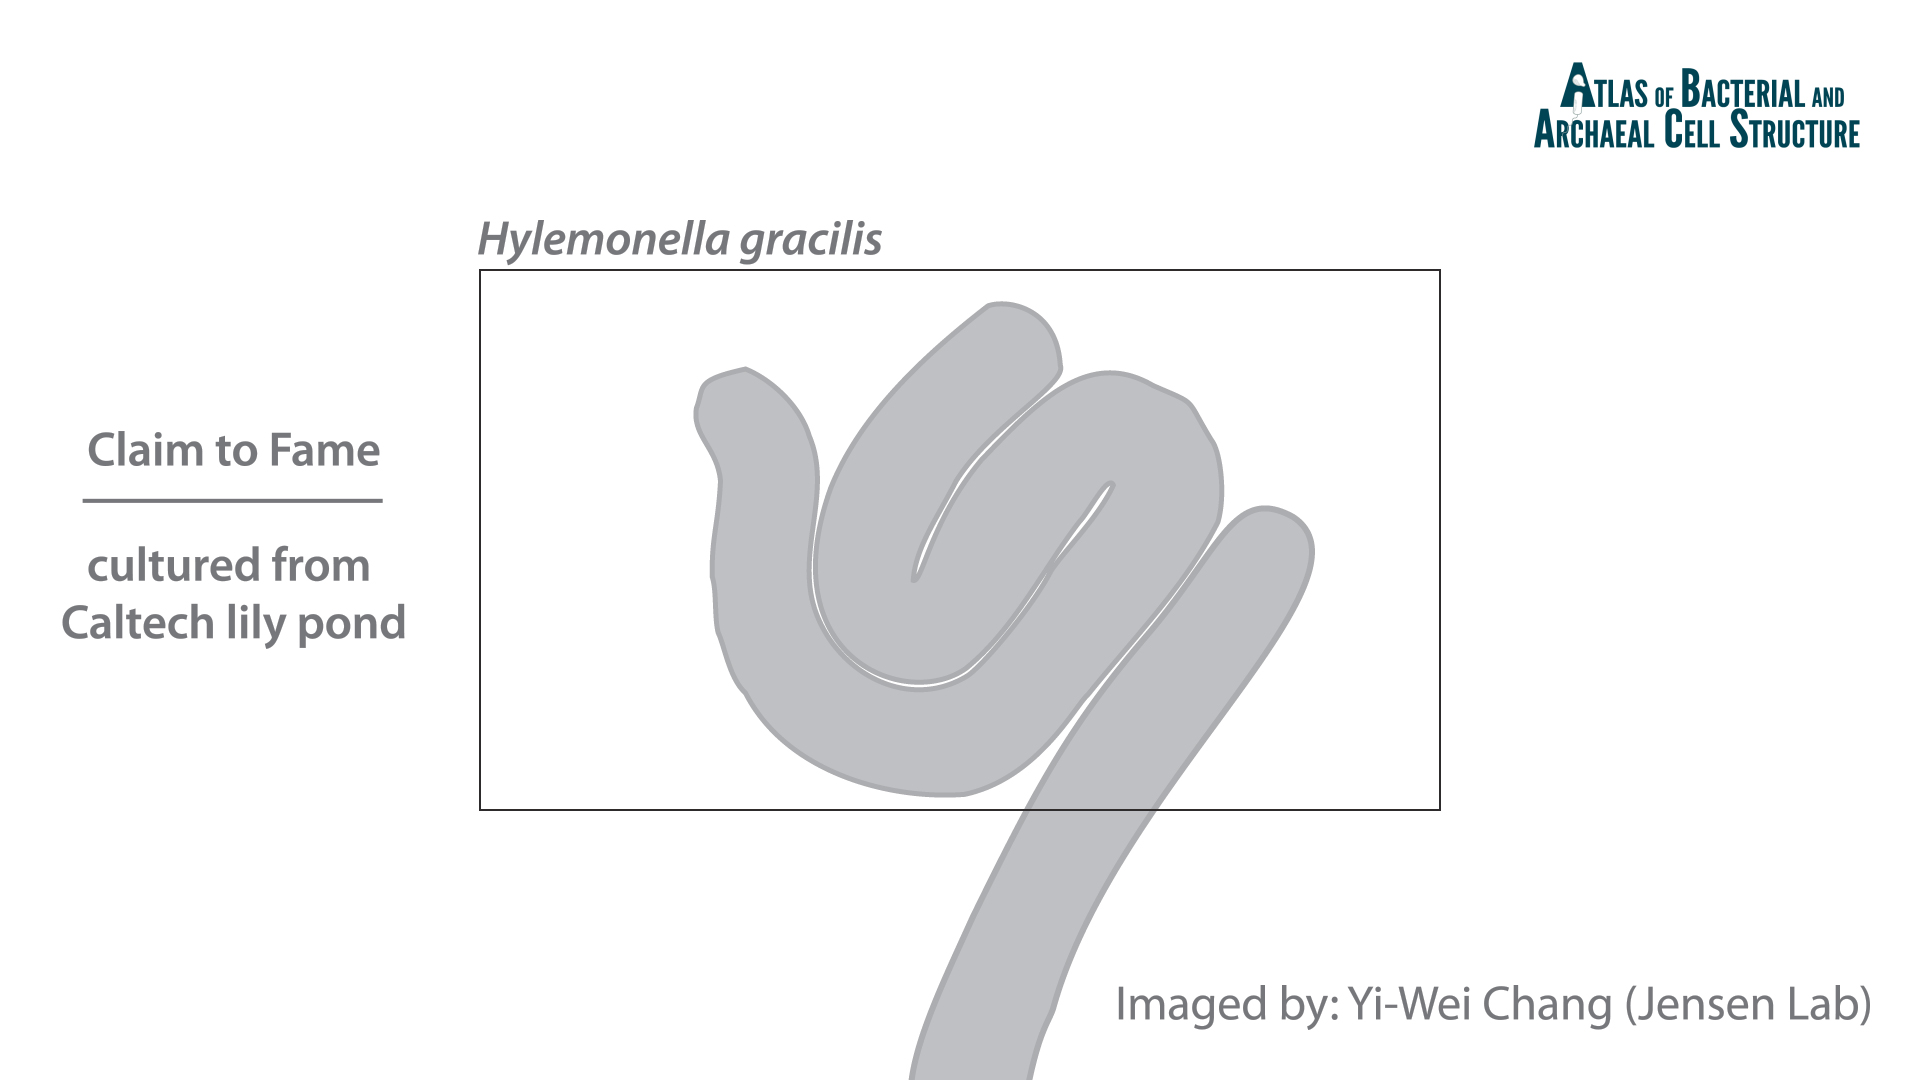 Atlas of Bacterial and
Archaeal Cell Structure
Hylemonella gracilis
Claim to Fame
cultured from
Caltech lily pond
Imaged by: Yi-Wei Chang (Jensen Lab)